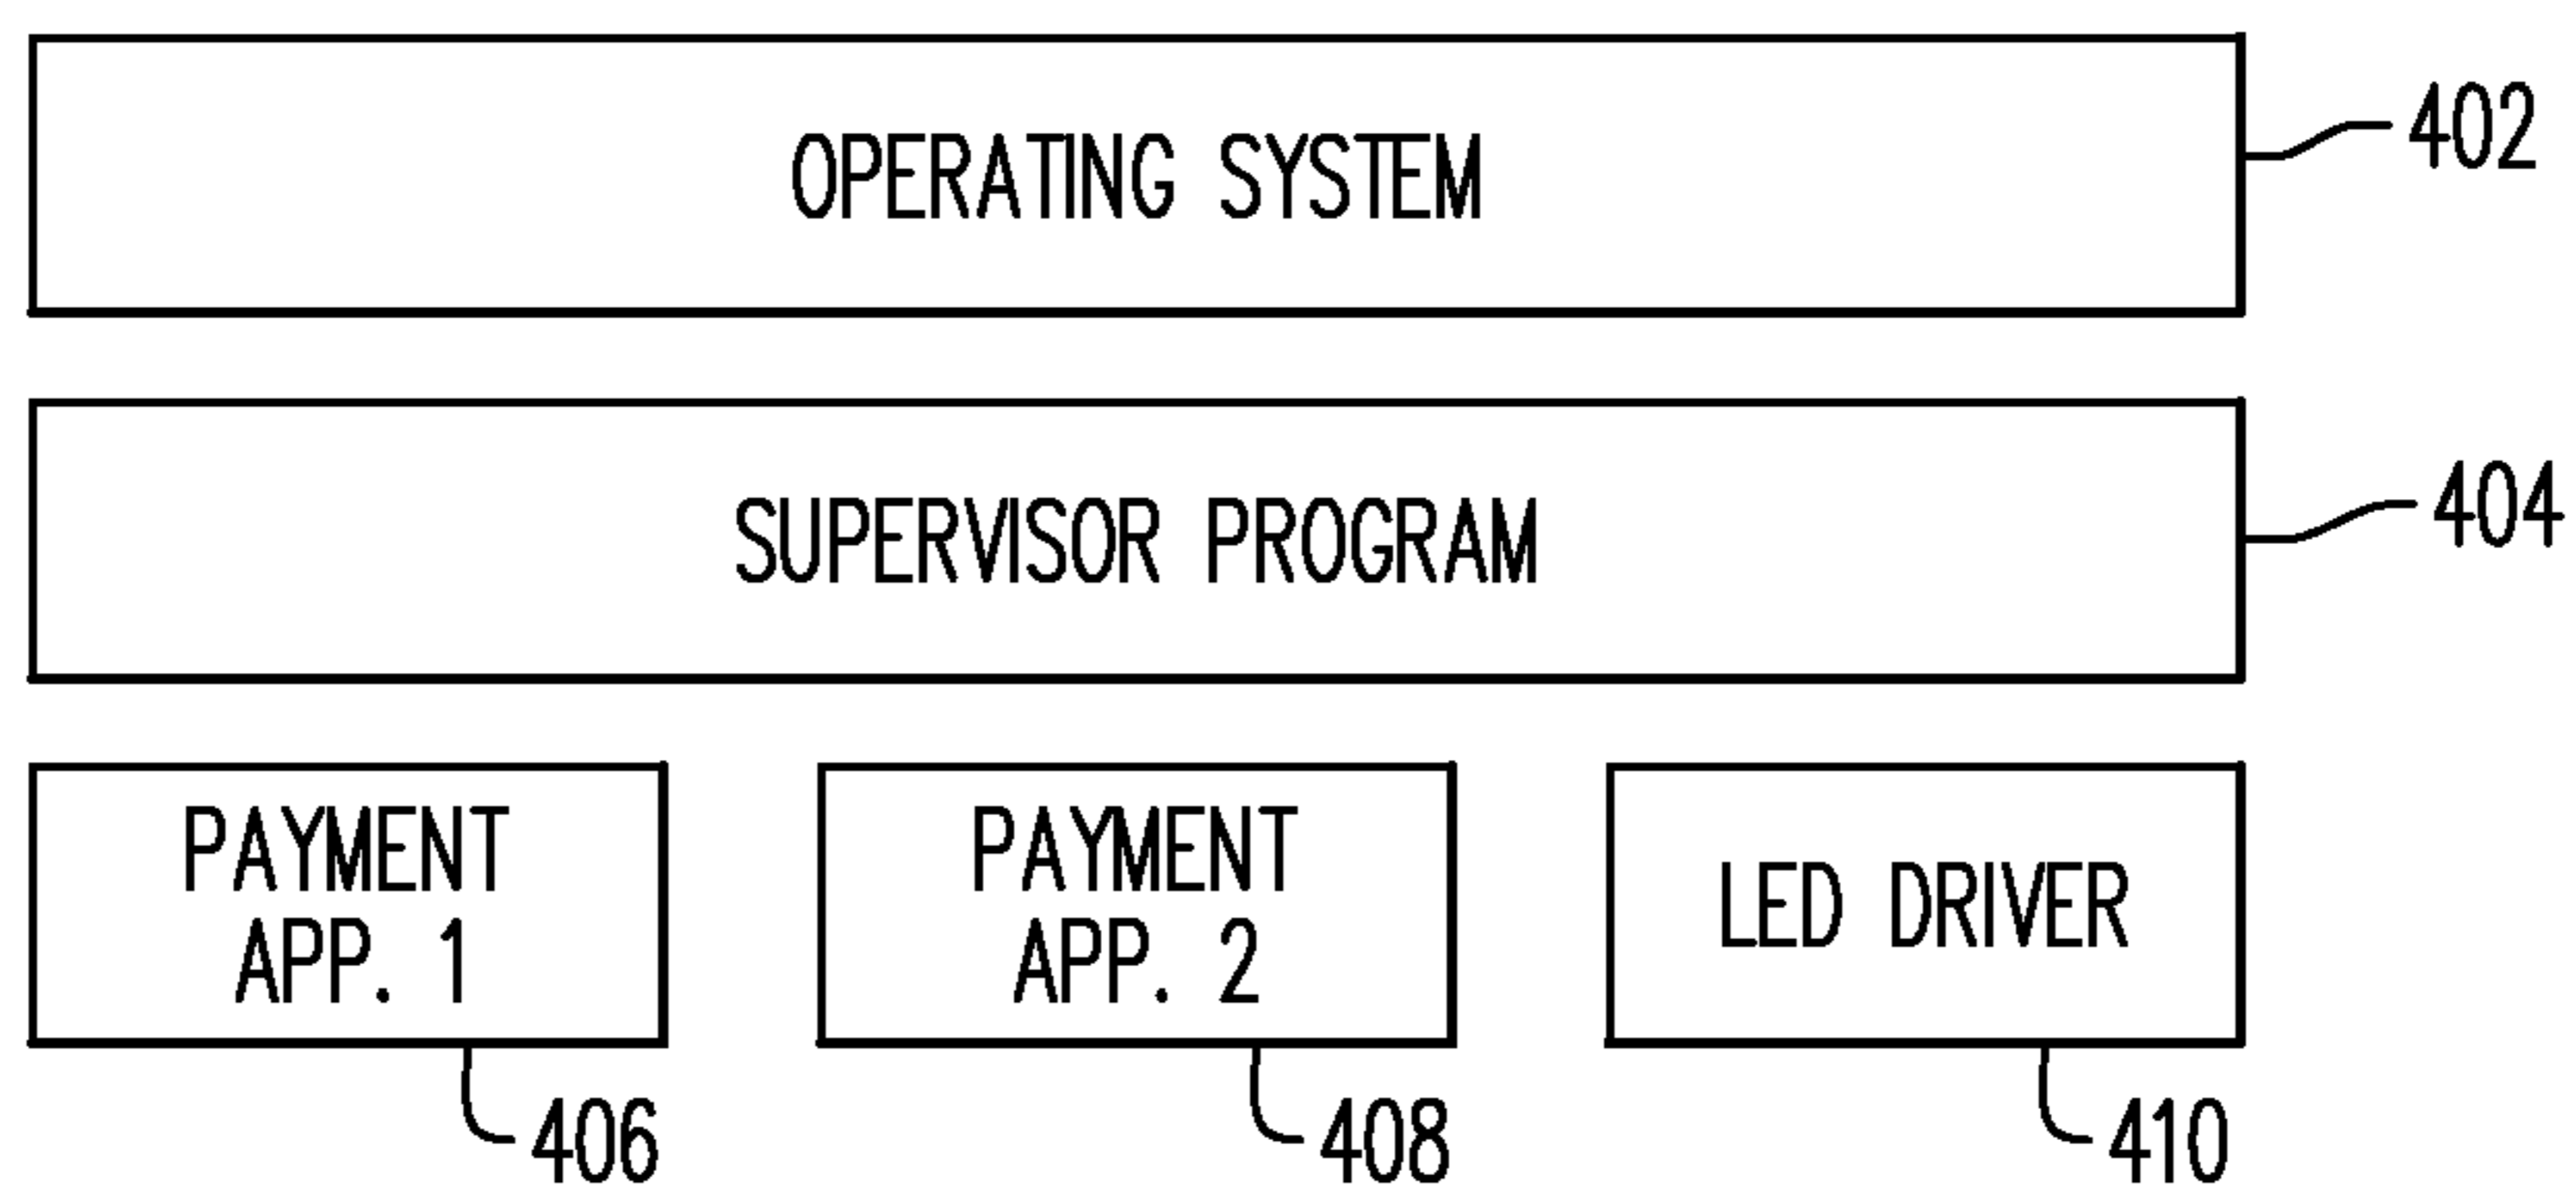 OPERATING SYSTEM
402
SUPERVISOR PROGRAM
404
PAYMENT
APP. 1
406
PAYMENT
APP. 2
408
LED DRIVER
410